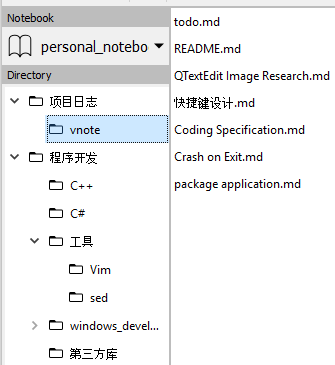 Notebook
personal_notebo
Directory
项目日志
vnote
程序开发
C++
C#
工具
Vim
sed
windows_devel...
第三方库
todo.md
README.md
QTextEdit Image Research.md
快捷键设计.md
Coding Specification.md
Crash on Exit.md
package application.md